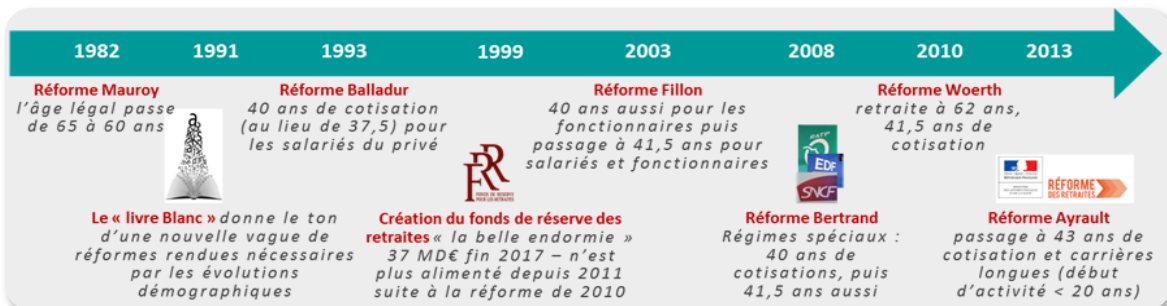 1982
1991
1993
1999
2003
2008
2010
2013
Réforme Mauroy
l'âge légal passe
de 65 à 60 ans
Le « livre Blanc » donne le ton
d'une nouvelle vague de
réformes rendues nécessaires
par les évolutions
démographiques
Réforme Balladur
40 ans de cotisation
(au lieu de 37,5) pour
les salariés du privé
FRR
FONDS DE RÉSERVE
POUR LES RETRAITES
Création du fonds de réserve des
retraites « la belle endormie »
37 MD€ fin 2017 – n'est
plus alimenté depuis 2011
suite à la réforme de 2010
Réforme Fillon
40 ans aussi pour les
fonctionnaires puis
passage à 41,5 ans pour
salariés et fonctionnaires
RATP
EDF
SNCF
Réforme Bertrand
Régimes spéciaux :
40 ans de
cotisations, puis
41,5 ans aussi
Réforme Woerth
retraite à 62 ans,
41,5 ans de
cotisation
RÉFORME
DES RETRAITES
Réforme Ayrault
passage à 43 ans de
cotisation et carrières
longues (début
d'activité < 20 ans)